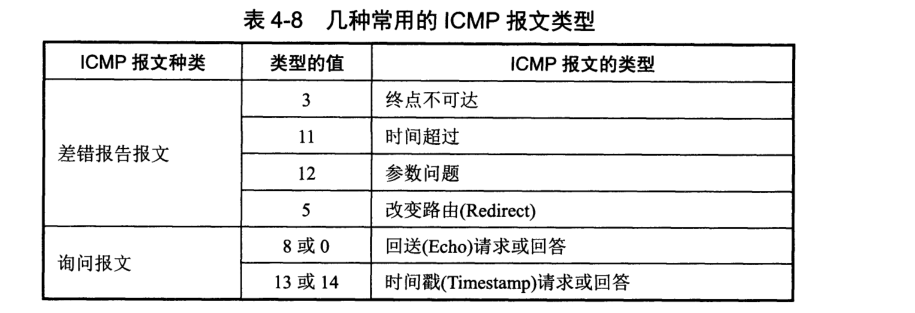 表 4-8 几种常用的 ICMP 报文类型
ICMP 报文种类 类型的值 ICMP 报文的类型
差错报告报文
3 终点不可达
11 时间超过
12 参数问题
5 改变路由(Redirect)
询问报文
8 或 0 回送(Echo)请求或回答
13 或 14 时间戳(Timestamp)请求或回答